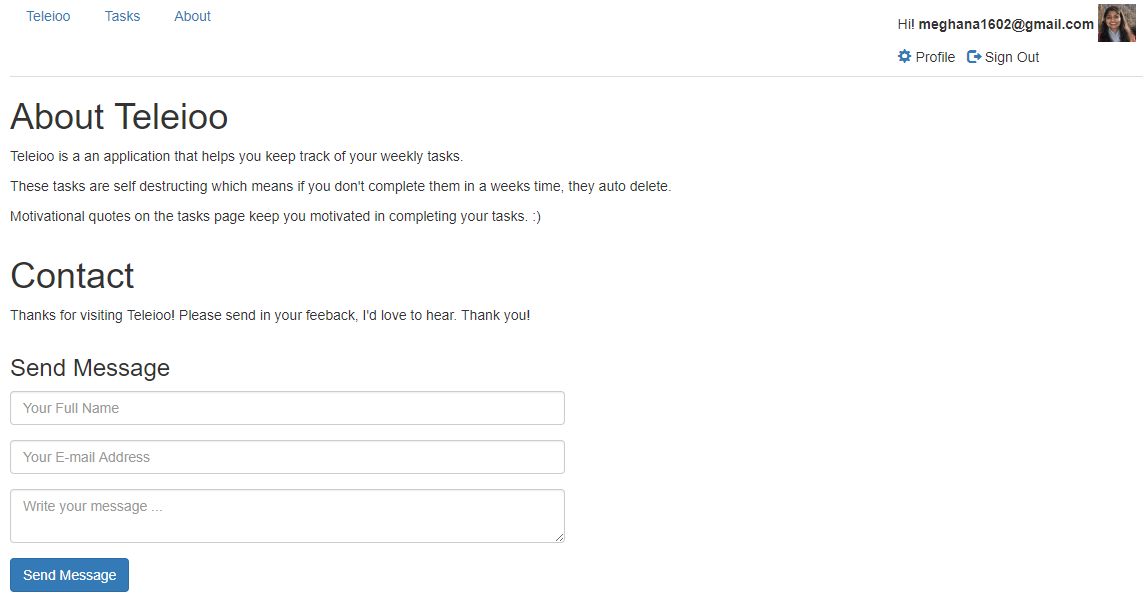 Teleioo Tasks About
Hi! meghana1602@gmail.com
Profile Sign Out
About Teleioo
Teleioo is a an application that helps you keep track of your weekly tasks.
These tasks are self destructing which means if you don't complete them in a weeks time, they auto delete.
Motivational quotes on the tasks page keep you motivated in completing your tasks. :)
Contact
Thanks for visiting Teleioo! Please send in your feeback, I'd love to hear. Thank you!
Send Message
Your Full Name
Your E-mail Address
Write your message ...
Send Message